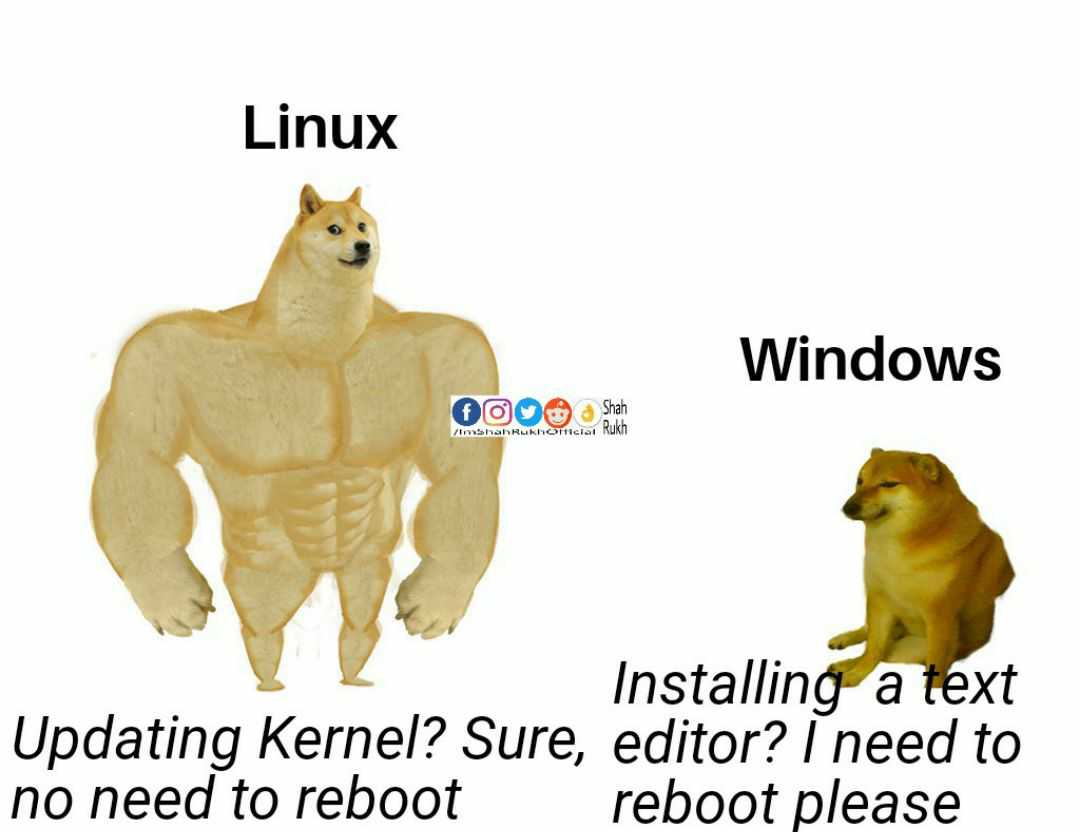 Linux
Windows
Shah
Rukh
/ImShahRukhOfficial
Updating Kernel? Sure,
no need to reboot
Installing a text
editor? I need to
reboot please